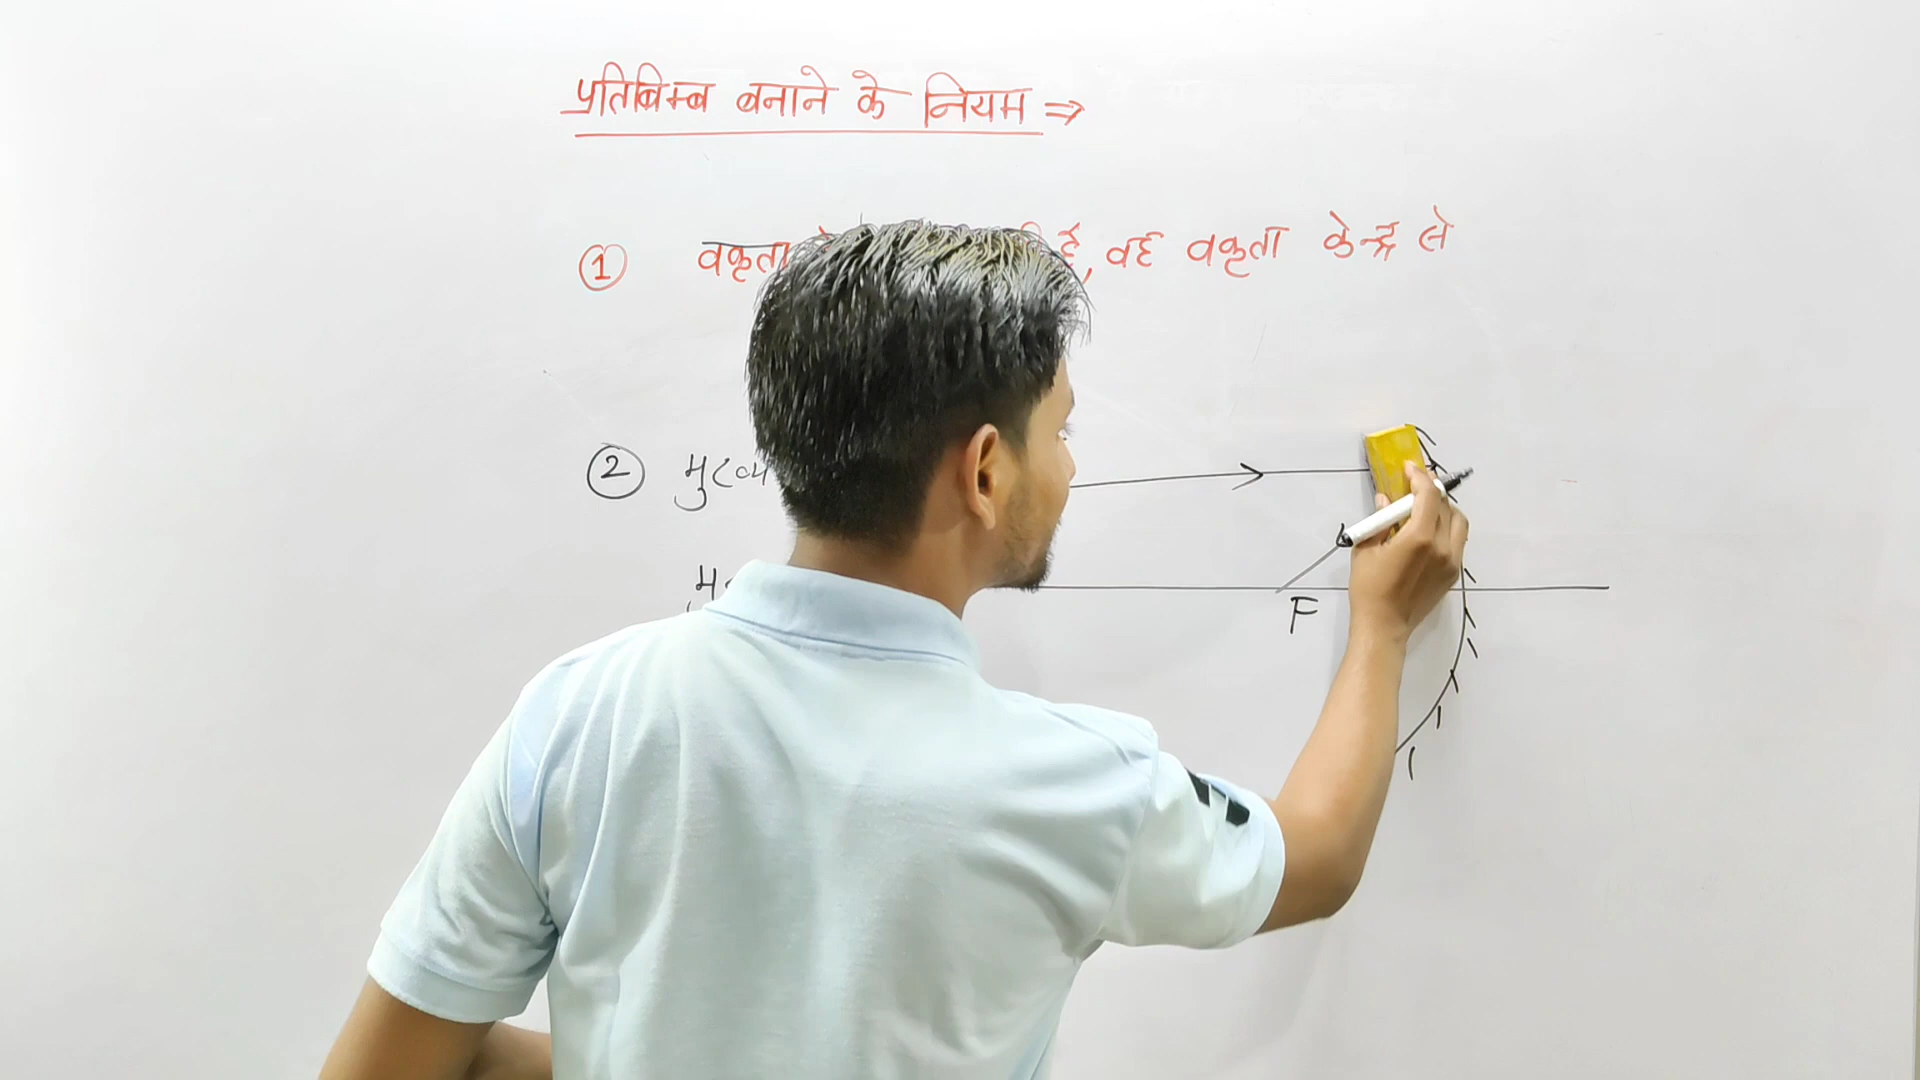 प्रतिबिम्ब बनाने के नियम ⇒
① वक्रता है, वह वक्रता केन्द्र से
② मुख्य
F